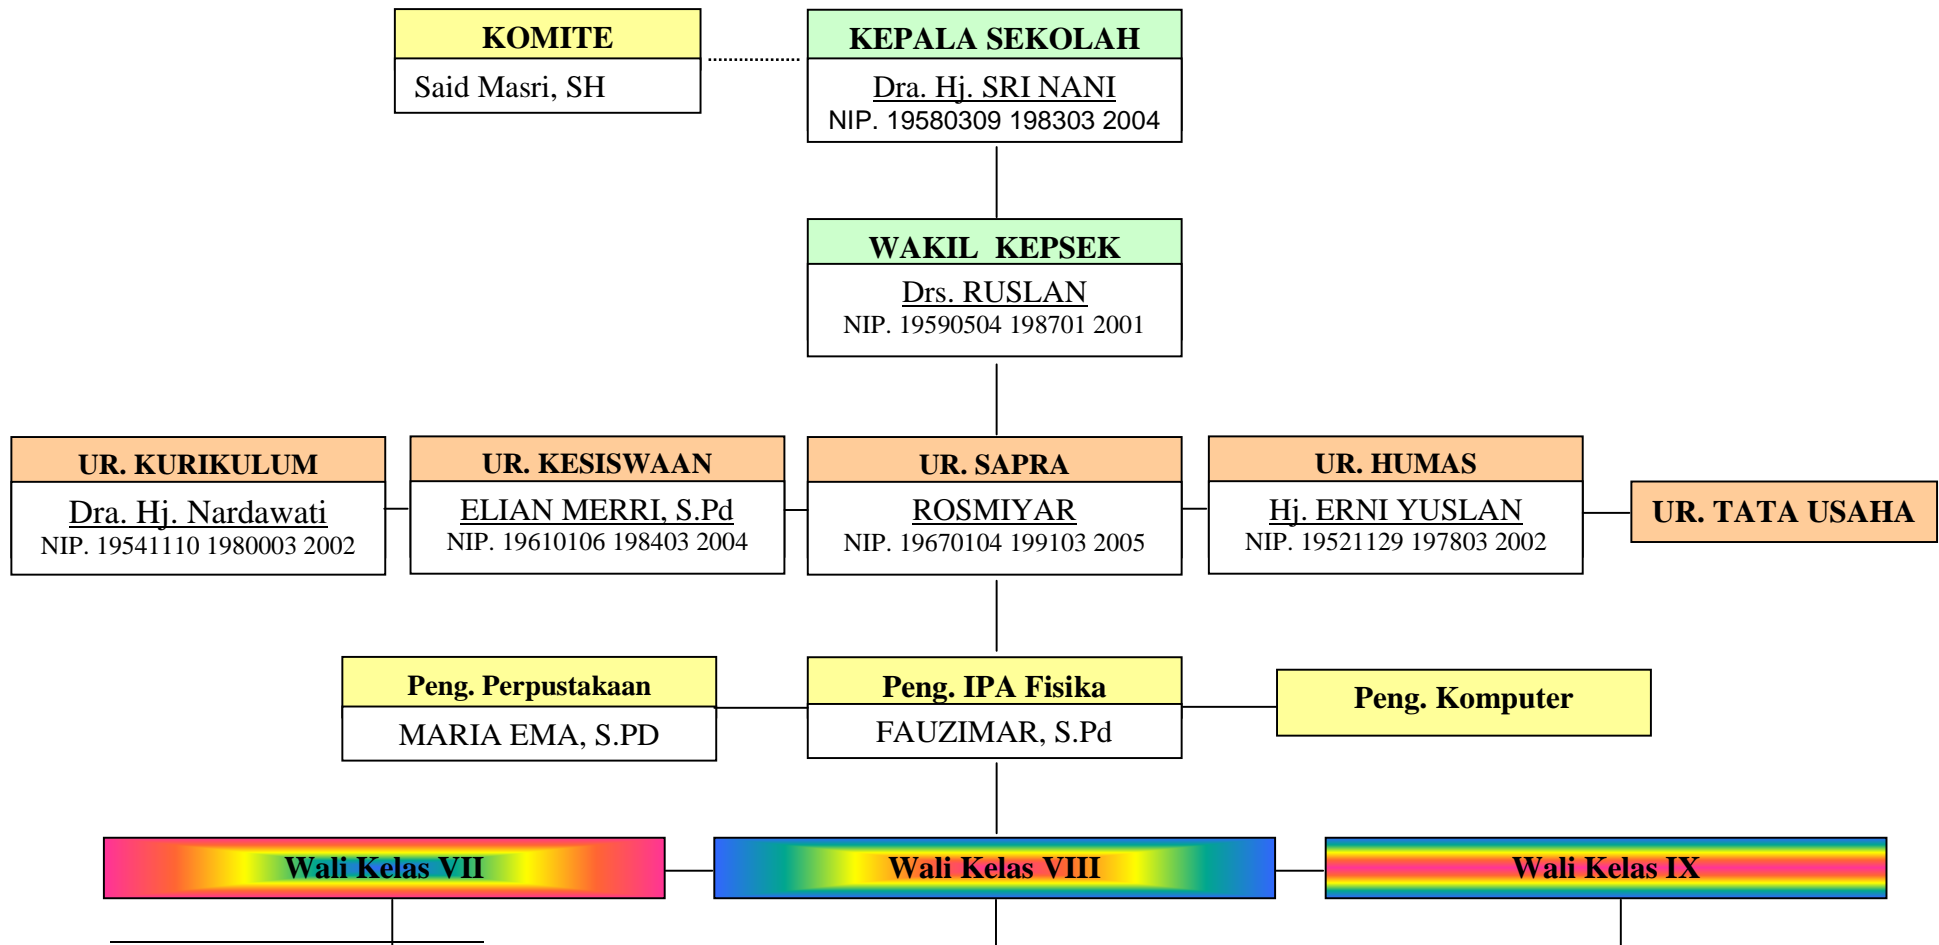 KOMITE
Said Masri, SH
KEPALA SEKOLAH
Dra. Hj. SRI NANI
NIP. 19580309 198303 2004
WAKIL  KEPSEK
Drs. RUSLAN
NIP. 19590504 198701 2001
UR. KURIKULUM
Dra. Hj. Nardawati
NIP. 19541110 1980003 2002
UR. KESISWAAN
ELIAN MERRI, S.Pd
NIP. 19610106 198403 2004
UR. SAPRA
ROSMIYAR
NIP. 19670104 199103 2005
UR. HUMAS
Hj. ERNI YUSLAN
NIP. 19521129 197803 2002
UR. TATA USAHA
Peng. Perpustakaan
MARIA EMA, S.PD
Peng. IPA Fisika
FAUZIMAR, S.Pd
Peng. Komputer
Wali Kelas VII
Wali Kelas VIII
Wali Kelas IX